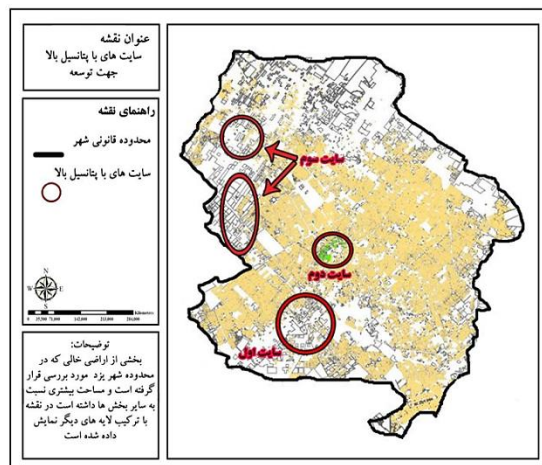 عنوان نقشه
سایت های با پتانسیل بالا
جهت توسعه
راهنمای نقشه
محدوده قانونی شهر
سایت های با پتانسیل بالا
N
W
E
S
توضیحات:
بخشی از اراضی خالی که در
محدوده شهر یزد مورد بررسی قرار
گرفته است و مساحت بیشتری نسبت
به سایر بخش ها داشته است در نقشه
با ترکیب لایه های دیگر نمایش
داده شده است
سایت سوم
سایت دوم
سایت اول